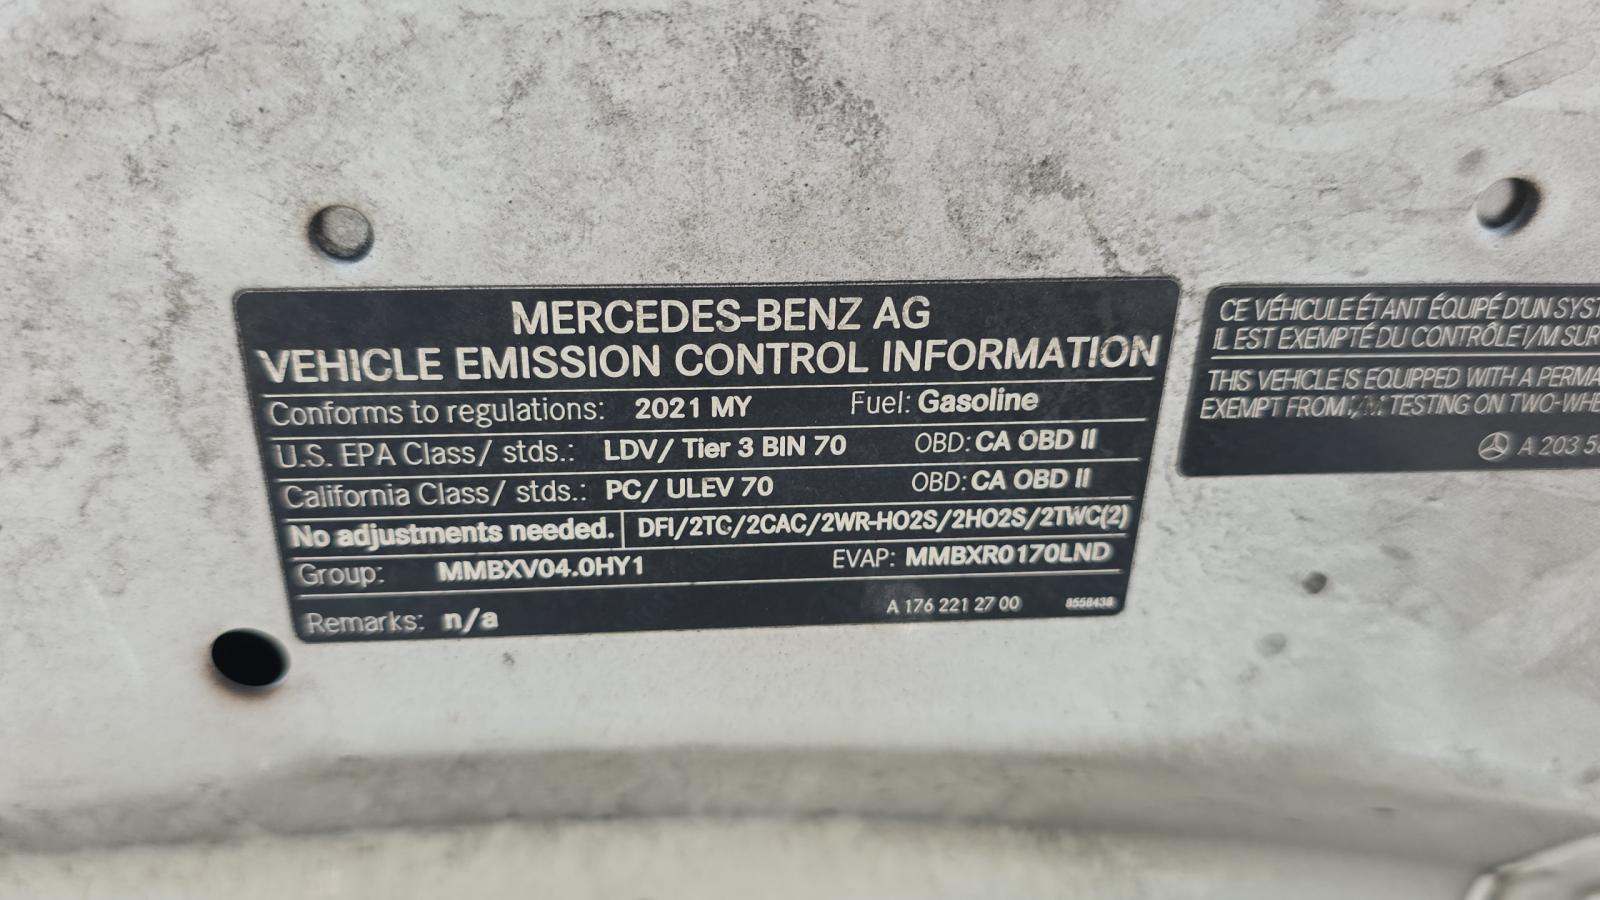 MERCEDES-BENZ AG
VEHICLE EMISSION CONTROL INFORMATION
Conforms to regulations: 2021 MY Fuel: Gasoline
U.S. EPA Class/ stds.: LDV/ Tier 3 BIN 70 OBD: CA OBD II
California Class/ stds.: PC/ ULEV 70 OBD: CA OBD II
No adjustments needed. DFI/2TC/2CAC/2WR-HO2S/2HO2S/2TWC(2)
Group: MMBXV04.0HY1 EVAP: MMBXR0170LND
Remarks: n/a A 176 221 27 00 8558438
CE VÉHICULE ÉTANT ÉQUIPÉ D'UN SYST
IL EST EXEMPTÉ DU CONTRÔLE I/M SUR
THIS VEHICLE IS EQUIPPED WITH A PERMA
EXEMPT FROM I/M TESTING ON TWO-WHE
A 203 58